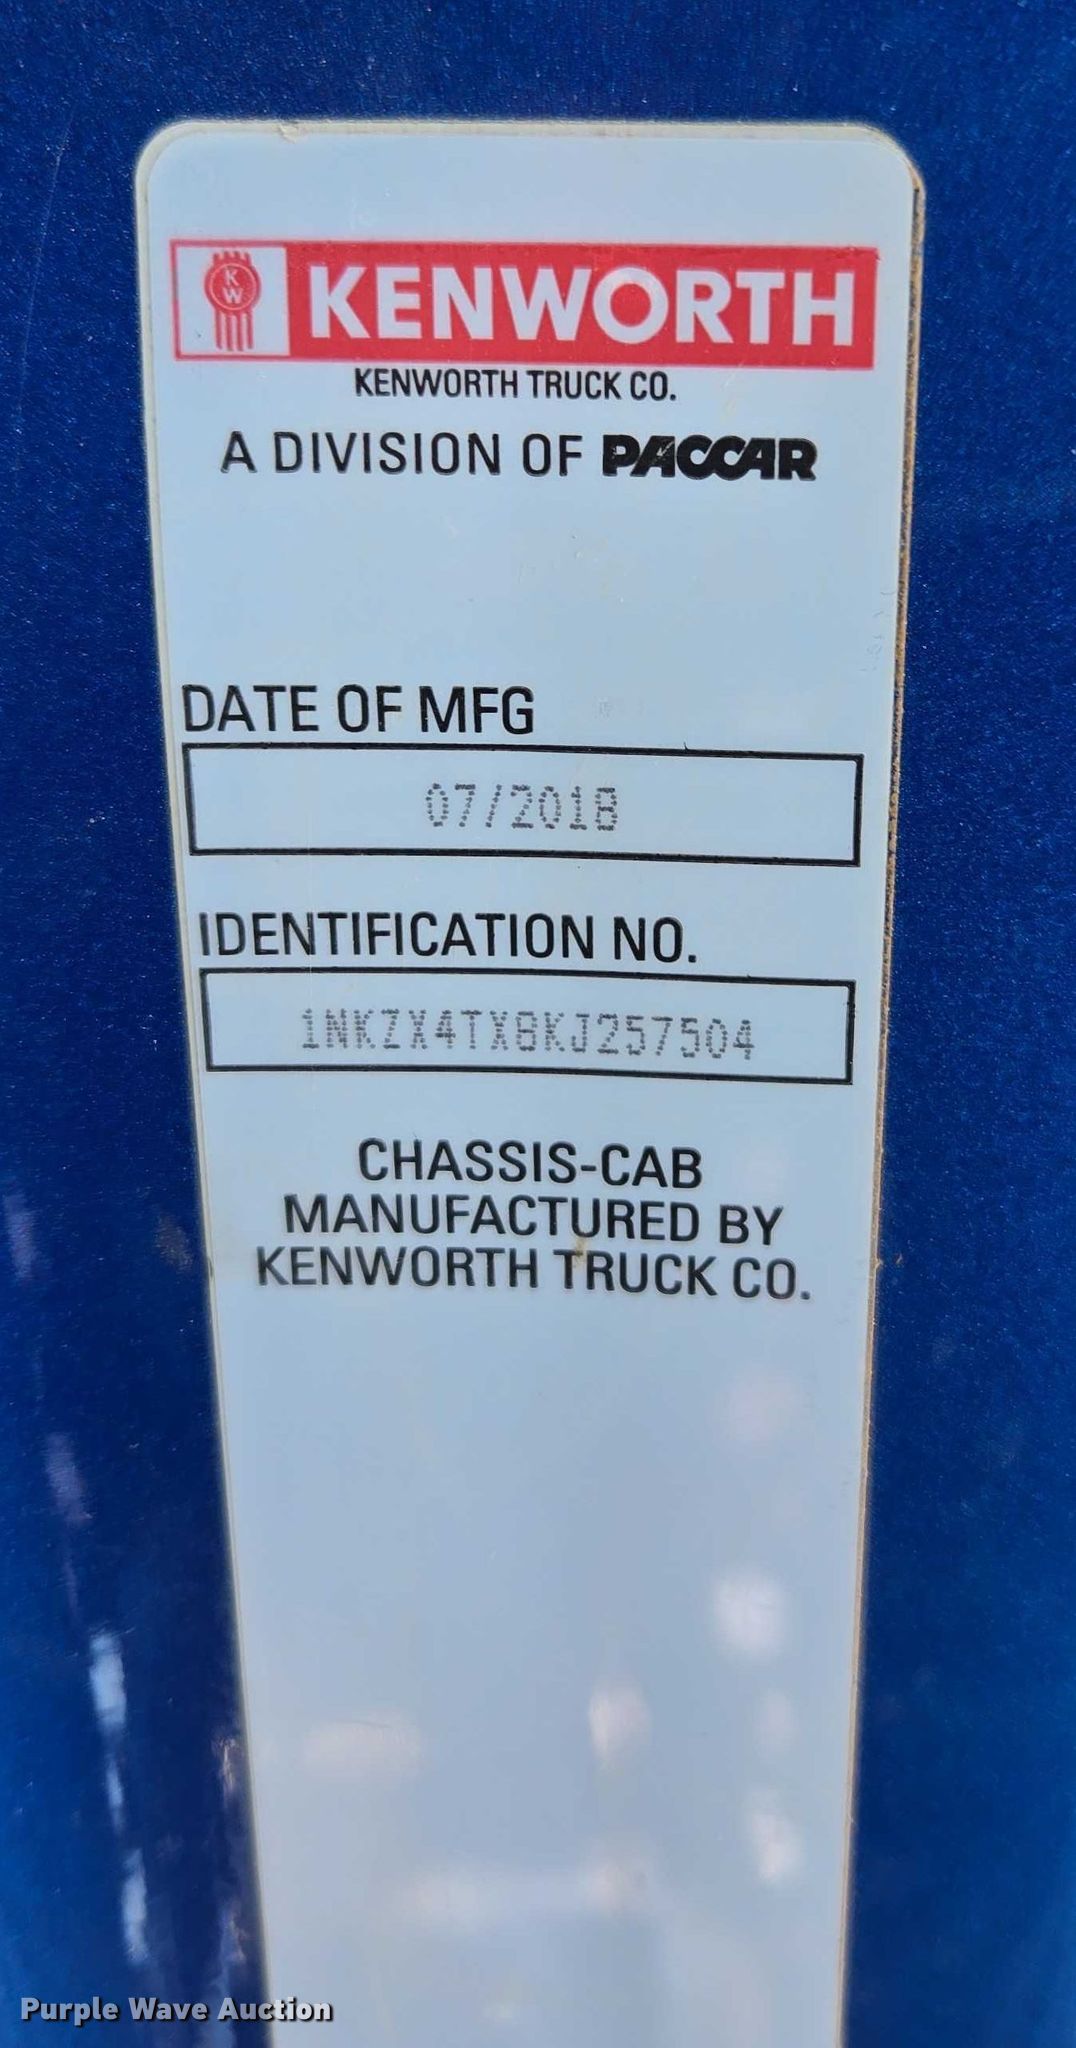 KW KENWORTH
KENWORTH TRUCK CO.
A DIVISION OF PACCAR
DATE OF MFG
07/2018
IDENTIFICATION NO.
1NKZX4TX8KJ257504
CHASSIS-CAB
MANUFACTURED BY
KENWORTH TRUCK CO.
Purple Wave Auction